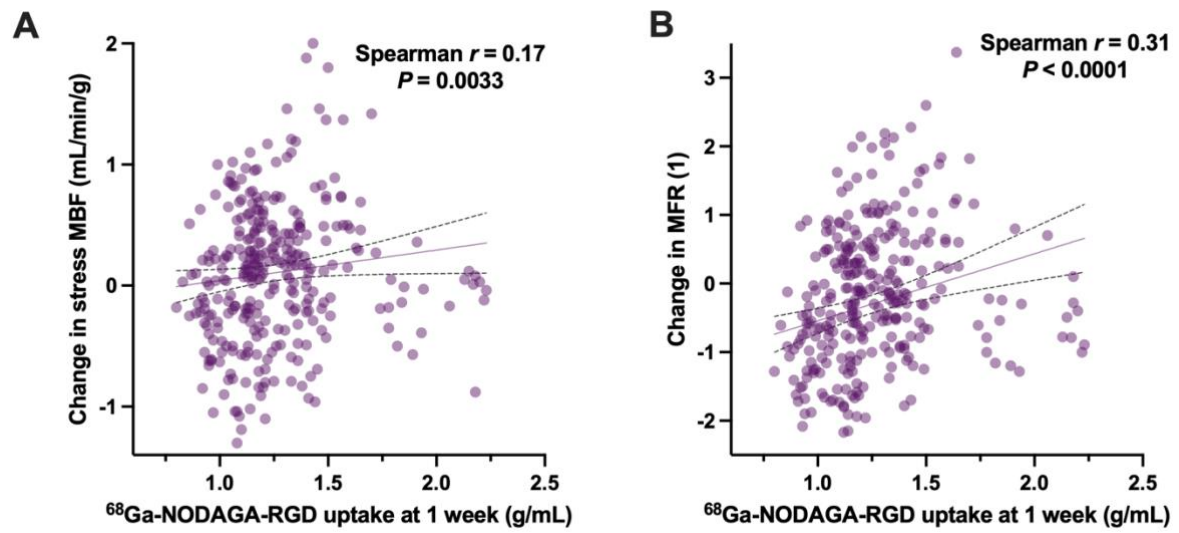 A
Spearman r = 0.17
P = 0.0033
Change in stress MBF (mL/min/g)
2
1
0
-1
1.0 1.5 2.0 2.5
⁶⁸Ga-NODAGA-RGD uptake at 1 week (g/mL)
B
Spearman r = 0.31
P < 0.0001
Change in MFR (1)
3
2
1
0
-1
-2
1.0 1.5 2.0 2.5
⁶⁸Ga-NODAGA-RGD uptake at 1 week (g/mL)